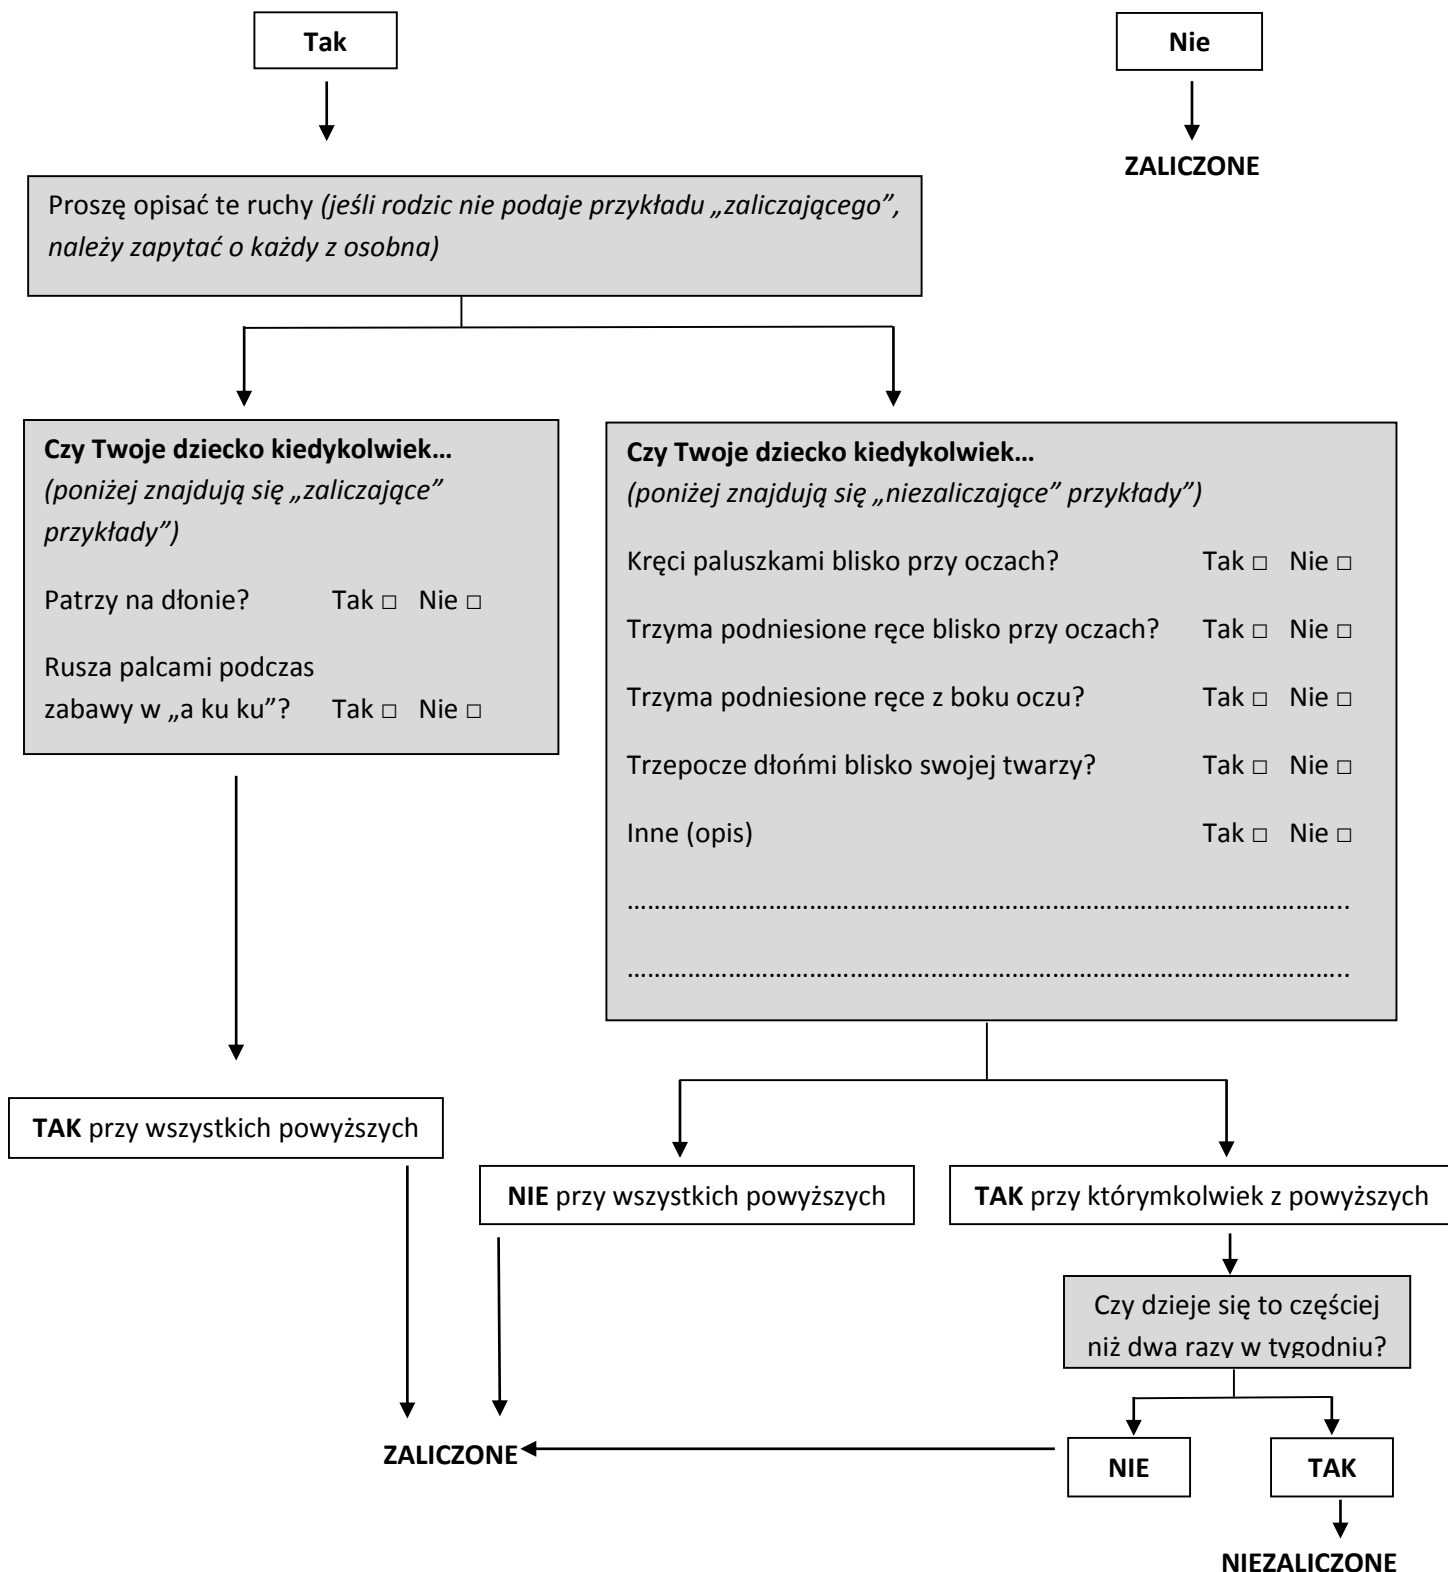 Tak
Nie
ZALICZONE
Proszę opisać te ruchy (jeśli rodzic nie podaje przykładu „zaliczającego”,
należy zapytać o każdy z osobna)
Czy Twoje dziecko kiedykolwiek…
(poniżej znajdują się „zaliczające”
przykłady”)
Patrzy na dłonie? Tak □ Nie □
Rusza palcami podczas
zabawy w „a ku ku”? Tak □ Nie □
Czy Twoje dziecko kiedykolwiek…
(poniżej znajdują się „niezaliczające” przykłady”)
Kręci paluszkami blisko przy oczach? Tak □ Nie □
Trzyma podniesione ręce blisko przy oczach? Tak □ Nie □
Trzyma podniesione ręce z boku oczu? Tak □ Nie □
Trzepocze dłońmi blisko swojej twarzy? Tak □ Nie □
Inne (opis) Tak □ Nie □
…………………………………………………………………………………………..
…………………………………………………………………………………………..
TAK przy wszystkich powyższych
NIE przy wszystkich powyższych
TAK przy którymkolwiek z powyższych
Czy dzieje się to częściej
niż dwa razy w tygodniu?
ZALICZONE
NIE
TAK
NIEZALICZONE